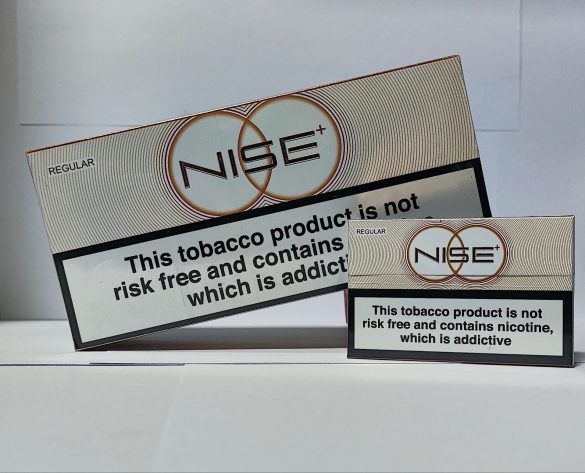 REGULAR
NISE+
This tobacco product is not
risk free and contains
which is addicti
REGULAR
NISE+
This tobacco product is not
risk free and contains nicotine,
which is addictive